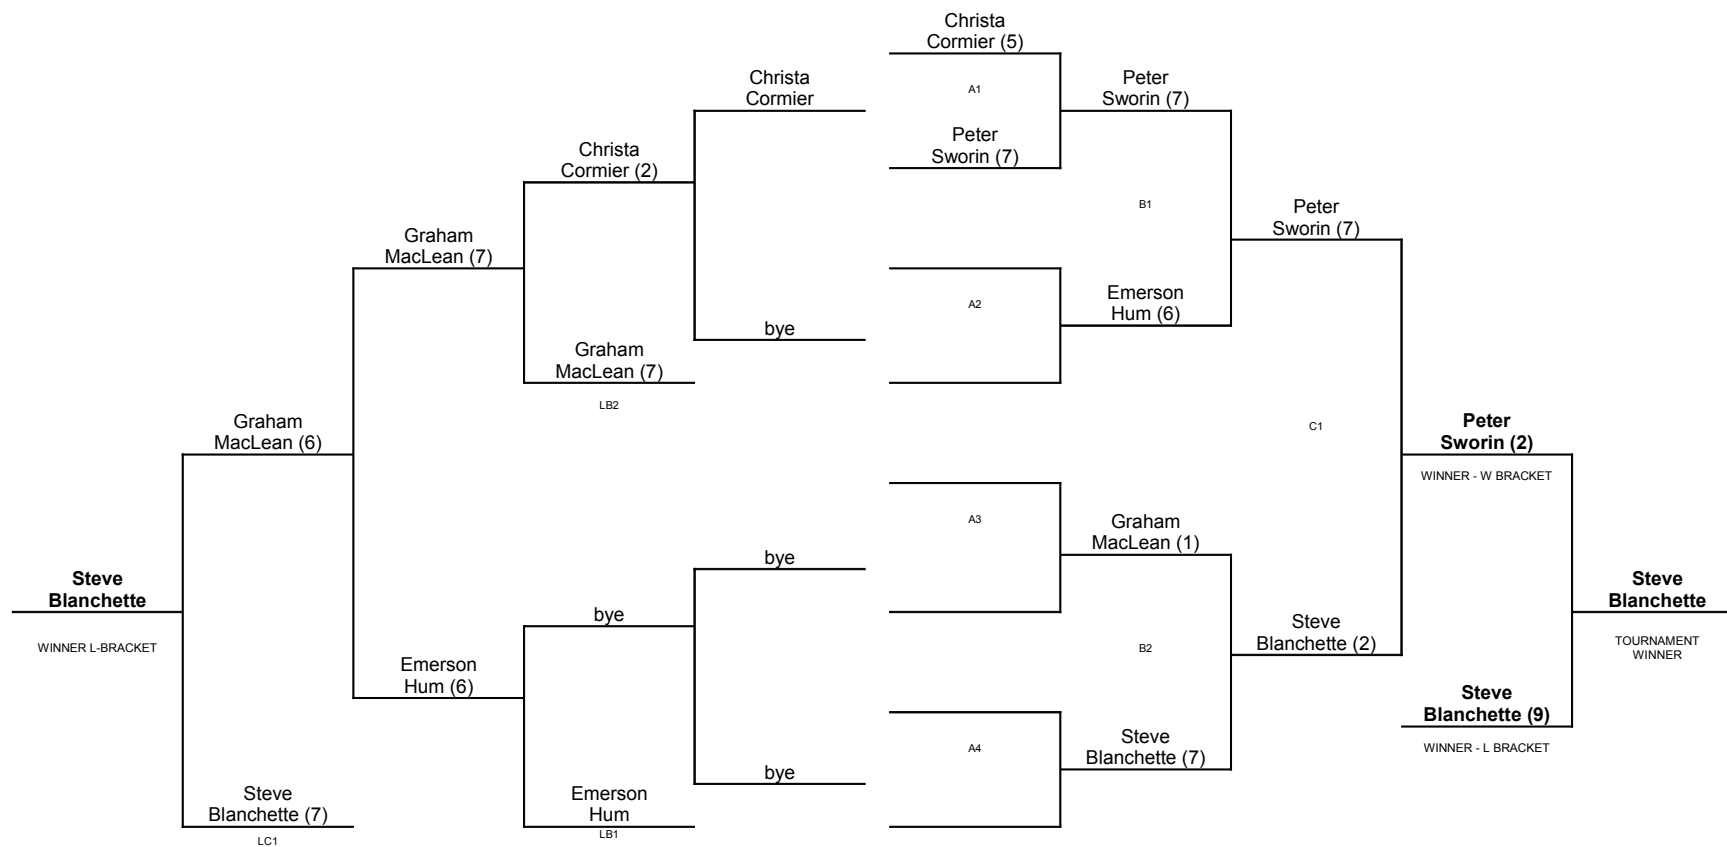 Christa
Cormier (5)
Christa
Cormier
Peter
Sworin (7)
A1
Peter
Sworin (7)
Christa
Cormier (2)
B1
Peter
Sworin (7)
Graham
MacLean (7)
Emerson
Hum (6)
A2
bye
Graham
MacLean (7)
LB2
Graham
MacLean (6)
C1
Peter
Sworin (2)
WINNER - W BRACKET
A3
Graham
MacLean (1)
bye
Steve
Blanchette
WINNER L-BRACKET
bye
Steve
Blanchette
TOURNAMENT
WINNER
B2
Steve
Blanchette (2)
Emerson
Hum (6)
Steve
Blanchette (9)
WINNER - L BRACKET
A4
Steve
Blanchette (7)
bye
Steve
Blanchette (7)
LC1
Emerson
Hum
LB1